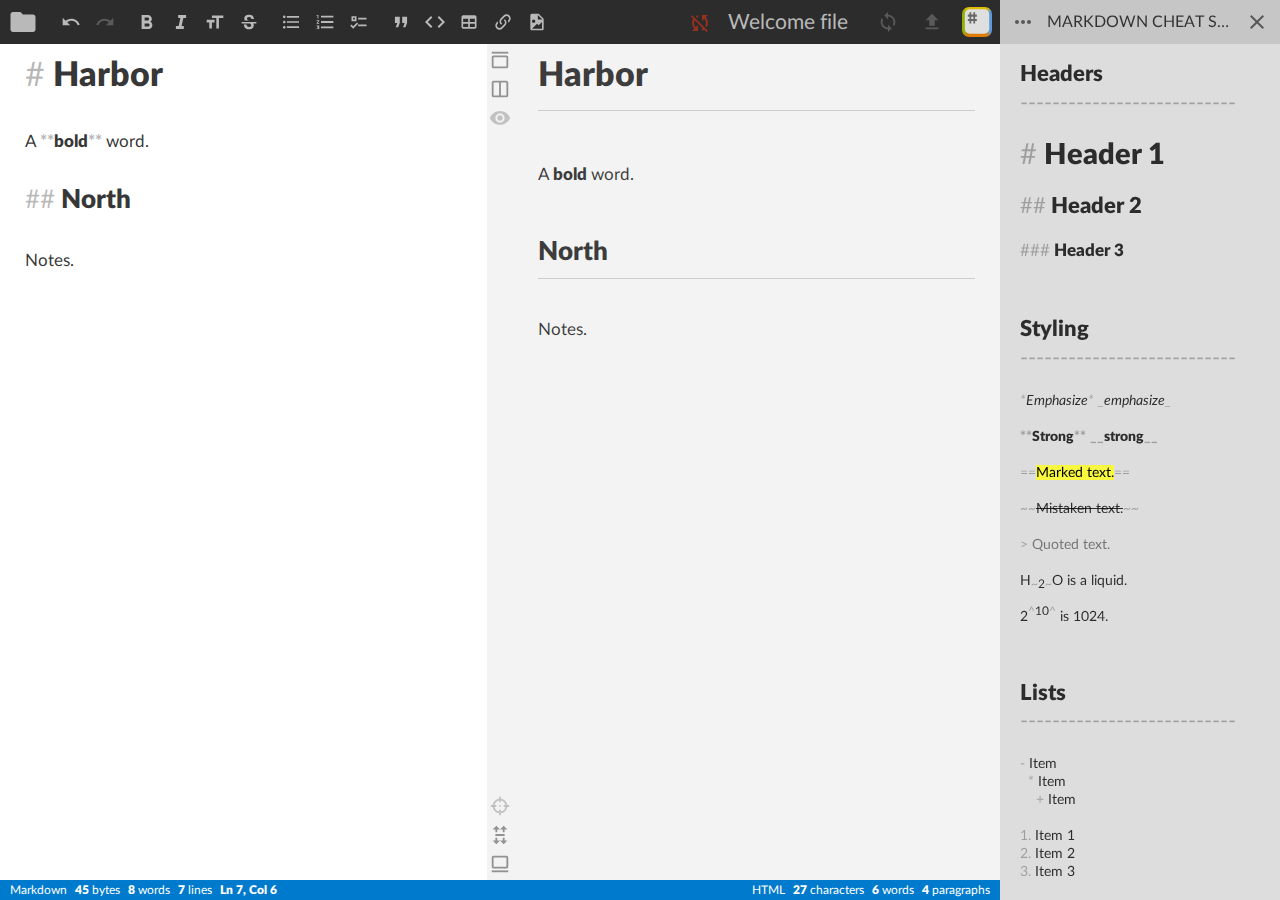 Welcome file
MARKDOWN CHEAT S...
# Harbor
A **bold** word.
## North
Notes.
Harbor
A bold word.
North
Notes.
Headers
---------------------------
# Header 1
## Header 2
### Header 3
Styling
---------------------------
*Emphasize* _emphasize_
**Strong** __strong__
==Marked text.==
~~Mistaken text.~~
> Quoted text.
H~2~O is a liquid.
2^10^ is 1024.
Lists
---------------------------
- Item
* Item
+ Item
1. Item 1
2. Item 2
3. Item 3
Markdown 45 bytes 8 words 7 lines Ln 7, Col 6
HTML 27 characters 6 words 4 paragraphs